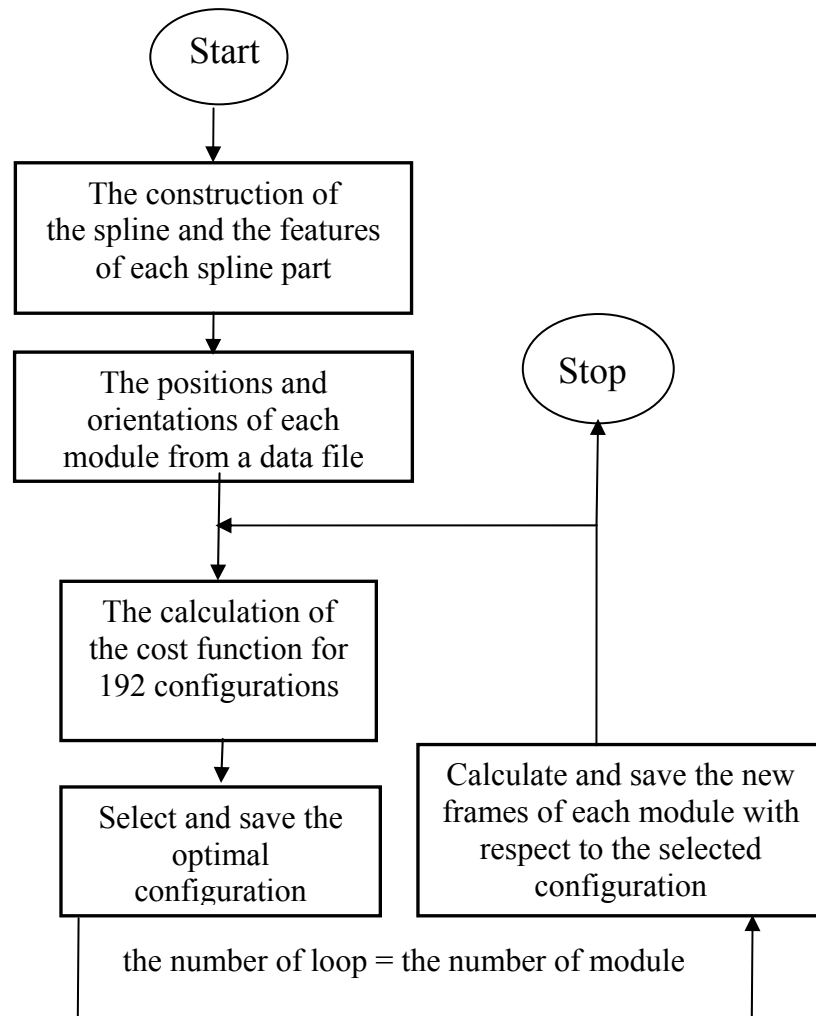 Start
The construction of
the spline and the features
of each spline part
The positions and
orientations of each
module from a data file
Stop
The calculation of
the cost function for
192 configurations
Select and save the
optimal
configuration
Calculate and save the new
frames of each module with
respect to the selected
configuration
the number of loop = the number of module